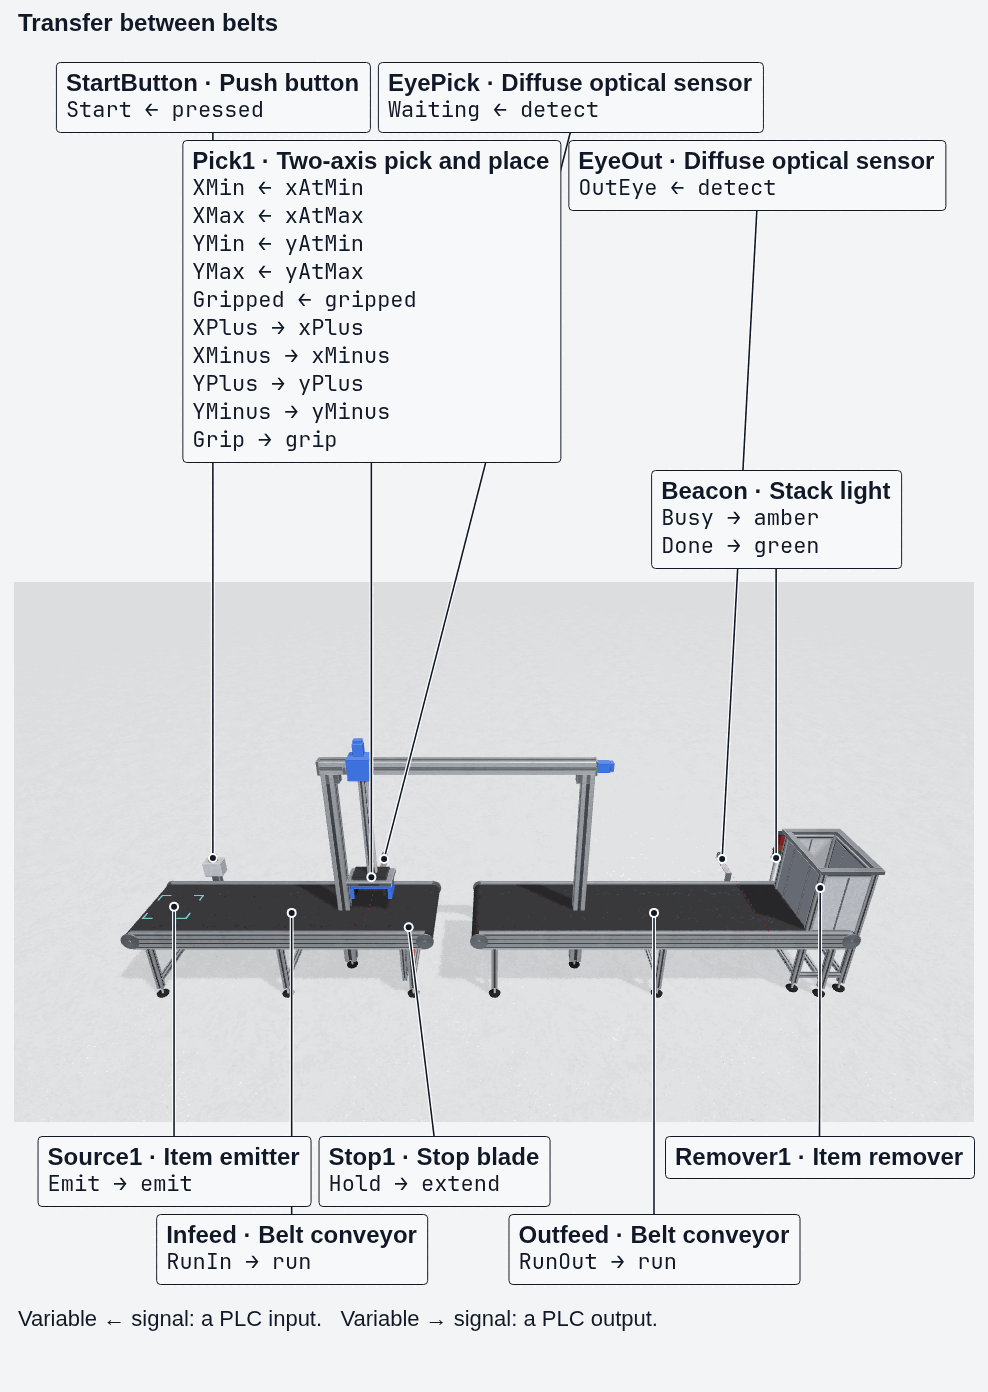 Transfer between belts
StartButton · Push button
Start ← pressed
EyePick · Diffuse optical sensor
Waiting ← detect
Pick1 · Two-axis pick and place
XMin ← xAtMin
XMax ← xAtMax
YMin ← yAtMin
YMax ← yAtMax
Gripped ← gripped
XPlus → xPlus
XMinus → xMinus
YPlus → yPlus
YMinus → yMinus
Grip → grip
EyeOut · Diffuse optical sensor
OutEye ← detect
Beacon · Stack light
Busy → amber
Done → green
Source1 · Item emitter
Emit → emit
Stop1 · Stop blade
Hold → extend
Remover1 · Item remover
Infeed · Belt conveyor
RunIn → run
Outfeed · Belt conveyor
RunOut → run
Variable ← signal: a PLC input. Variable → signal: a PLC output.